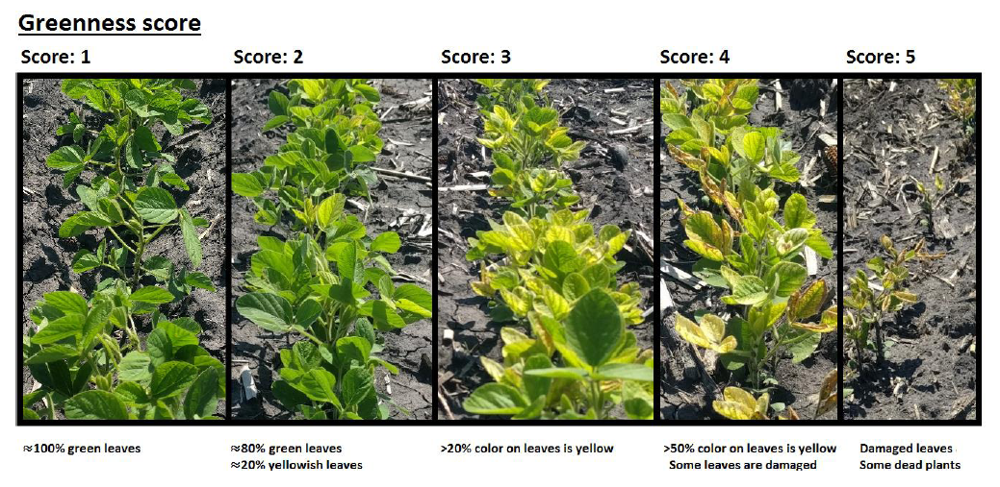 Greenness score
Score: 1
Score: 2
Score: 3
Score: 4
Score: 5
≈100% green leaves
≈80% green leaves
≈20% yellowish leaves
>20% color on leaves is yellow
>50% color on leaves is yellow
Some leaves are damaged
Damaged leaves
Some dead plants